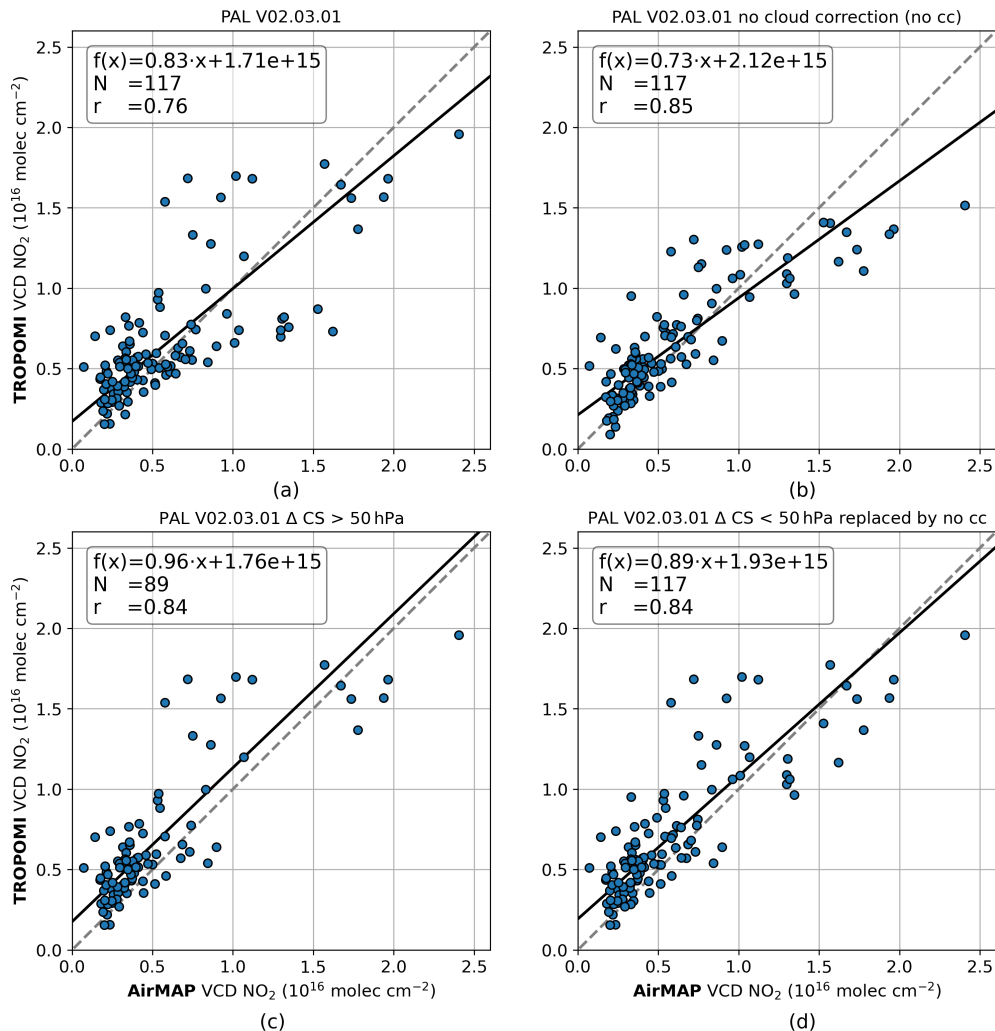 PAL V02.03.01
f(x)=0.83·x+1.71e+15
N =117
r =0.76
TROPOMI VCD NO₂ (10¹⁶ molec cm⁻²)
2.5
2.0
1.5
1.0
0.5
0.0
0.0 0.5 1.0 1.5 2.0 2.5
(a)
PAL V02.03.01 no cloud correction (no cc)
f(x)=0.73·x+2.12e+15
N =117
r =0.85
2.5
2.0
1.5
1.0
0.5
0.0
0.0 0.5 1.0 1.5 2.0 2.5
(b)
PAL V02.03.01 Δ CS > 50 hPa
f(x)=0.96·x+1.76e+15
N =89
r =0.84
TROPOMI VCD NO₂ (10¹⁶ molec cm⁻²)
2.5
2.0
1.5
1.0
0.5
0.0
0.0 0.5 1.0 1.5 2.0 2.5
AirMAP VCD NO₂ (10¹⁶ molec cm⁻²)
(c)
PAL V02.03.01 Δ CS < 50 hPa replaced by no cc
f(x)=0.89·x+1.93e+15
N =117
r =0.84
2.5
2.0
1.5
1.0
0.5
0.0
0.0 0.5 1.0 1.5 2.0 2.5
AirMAP VCD NO₂ (10¹⁶ molec cm⁻²)
(d)